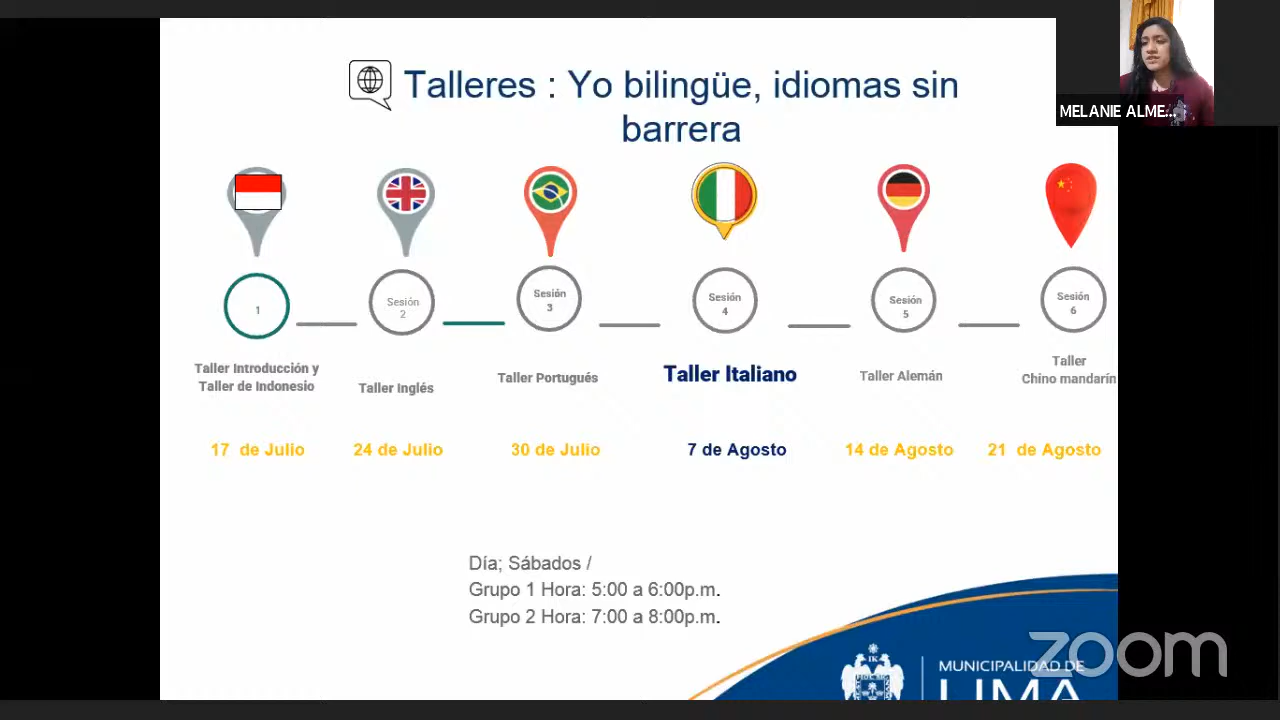 Talleres : Yo bilingüe, idiomas sin
barrera
MELANIE ALME...
1
Sesión
2
Sesión
3
Sesión
4
Sesión
5
Sesión
6
Taller Introducción y
Taller de Indonesio
Taller Inglés
Taller Portugués
Taller Italiano
Taller Alemán
Taller
Chino mandarín
17 de Julio
24 de Julio
30 de Julio
7 de Agosto
14 de Agosto
21 de Agosto
Día; Sábados /
Grupo 1 Hora: 5:00 a 6:00p.m.
Grupo 2 Hora: 7:00 a 8:00p.m.
IK
MUNICIPALIDAD DE
LIMA
zoom